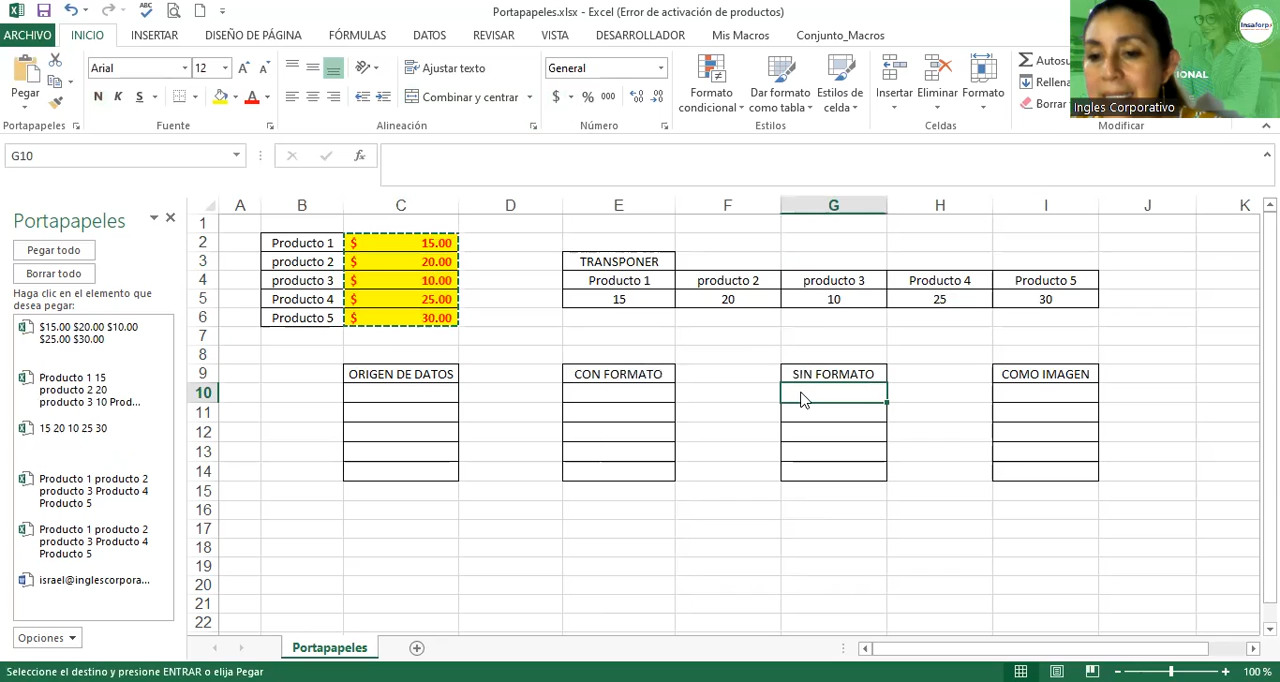 Portapapeles.xlsx - Excel (Error de activación de productos)
ARCHIVO INICIO INSERTAR DISEÑO DE PÁGINA FÓRMULAS DATOS REVISAR VISTA DESARROLLADOR Mis Macros Conjunto_Macros
Pegar
Arial 12
N K S
Ajustar texto
Combinar y centrar
General
$ % 000
Formato condicional
Dar formato como tabla
Estilos de celda
Insertar Eliminar Formato
Autosu
Rellena
Borrar
Portapapeles Fuente Alineación Número Estilos Celdas Modificar
Insaforp
IONAL
Ingles Corporativo
G10
fx
Portapapeles
Pegar todo
Borrar todo
Haga clic en el elemento que
desea pegar:
$15.00 $20.00 $10.00
$25.00 $30.00
Producto 1 15
producto 2 20
producto 3 10 Prod...
15 20 10 25 30
Producto 1 producto 2
producto 3 Producto 4
Producto 5
Producto 1 producto 2
producto 3 Producto 4
Producto 5
israel@inglescorpora...
Opciones
A B C D E F G H I J K
1
2 Producto 1 $ 15.00
3 producto 2 $ 20.00 TRANSPONER
4 producto 3 $ 10.00 Producto 1 producto 2 producto 3 Producto 4 Producto 5
5 Producto 4 $ 25.00 15 20 10 25 30
6 Producto 5 $ 30.00
7
8
9 ORIGEN DE DATOS CON FORMATO SIN FORMATO COMO IMAGEN
10
11
12
13
14
15
16
17
18
19
20
21
22
Portapapeles
Seleccione el destino y presione ENTRAR o elija Pegar
100 %